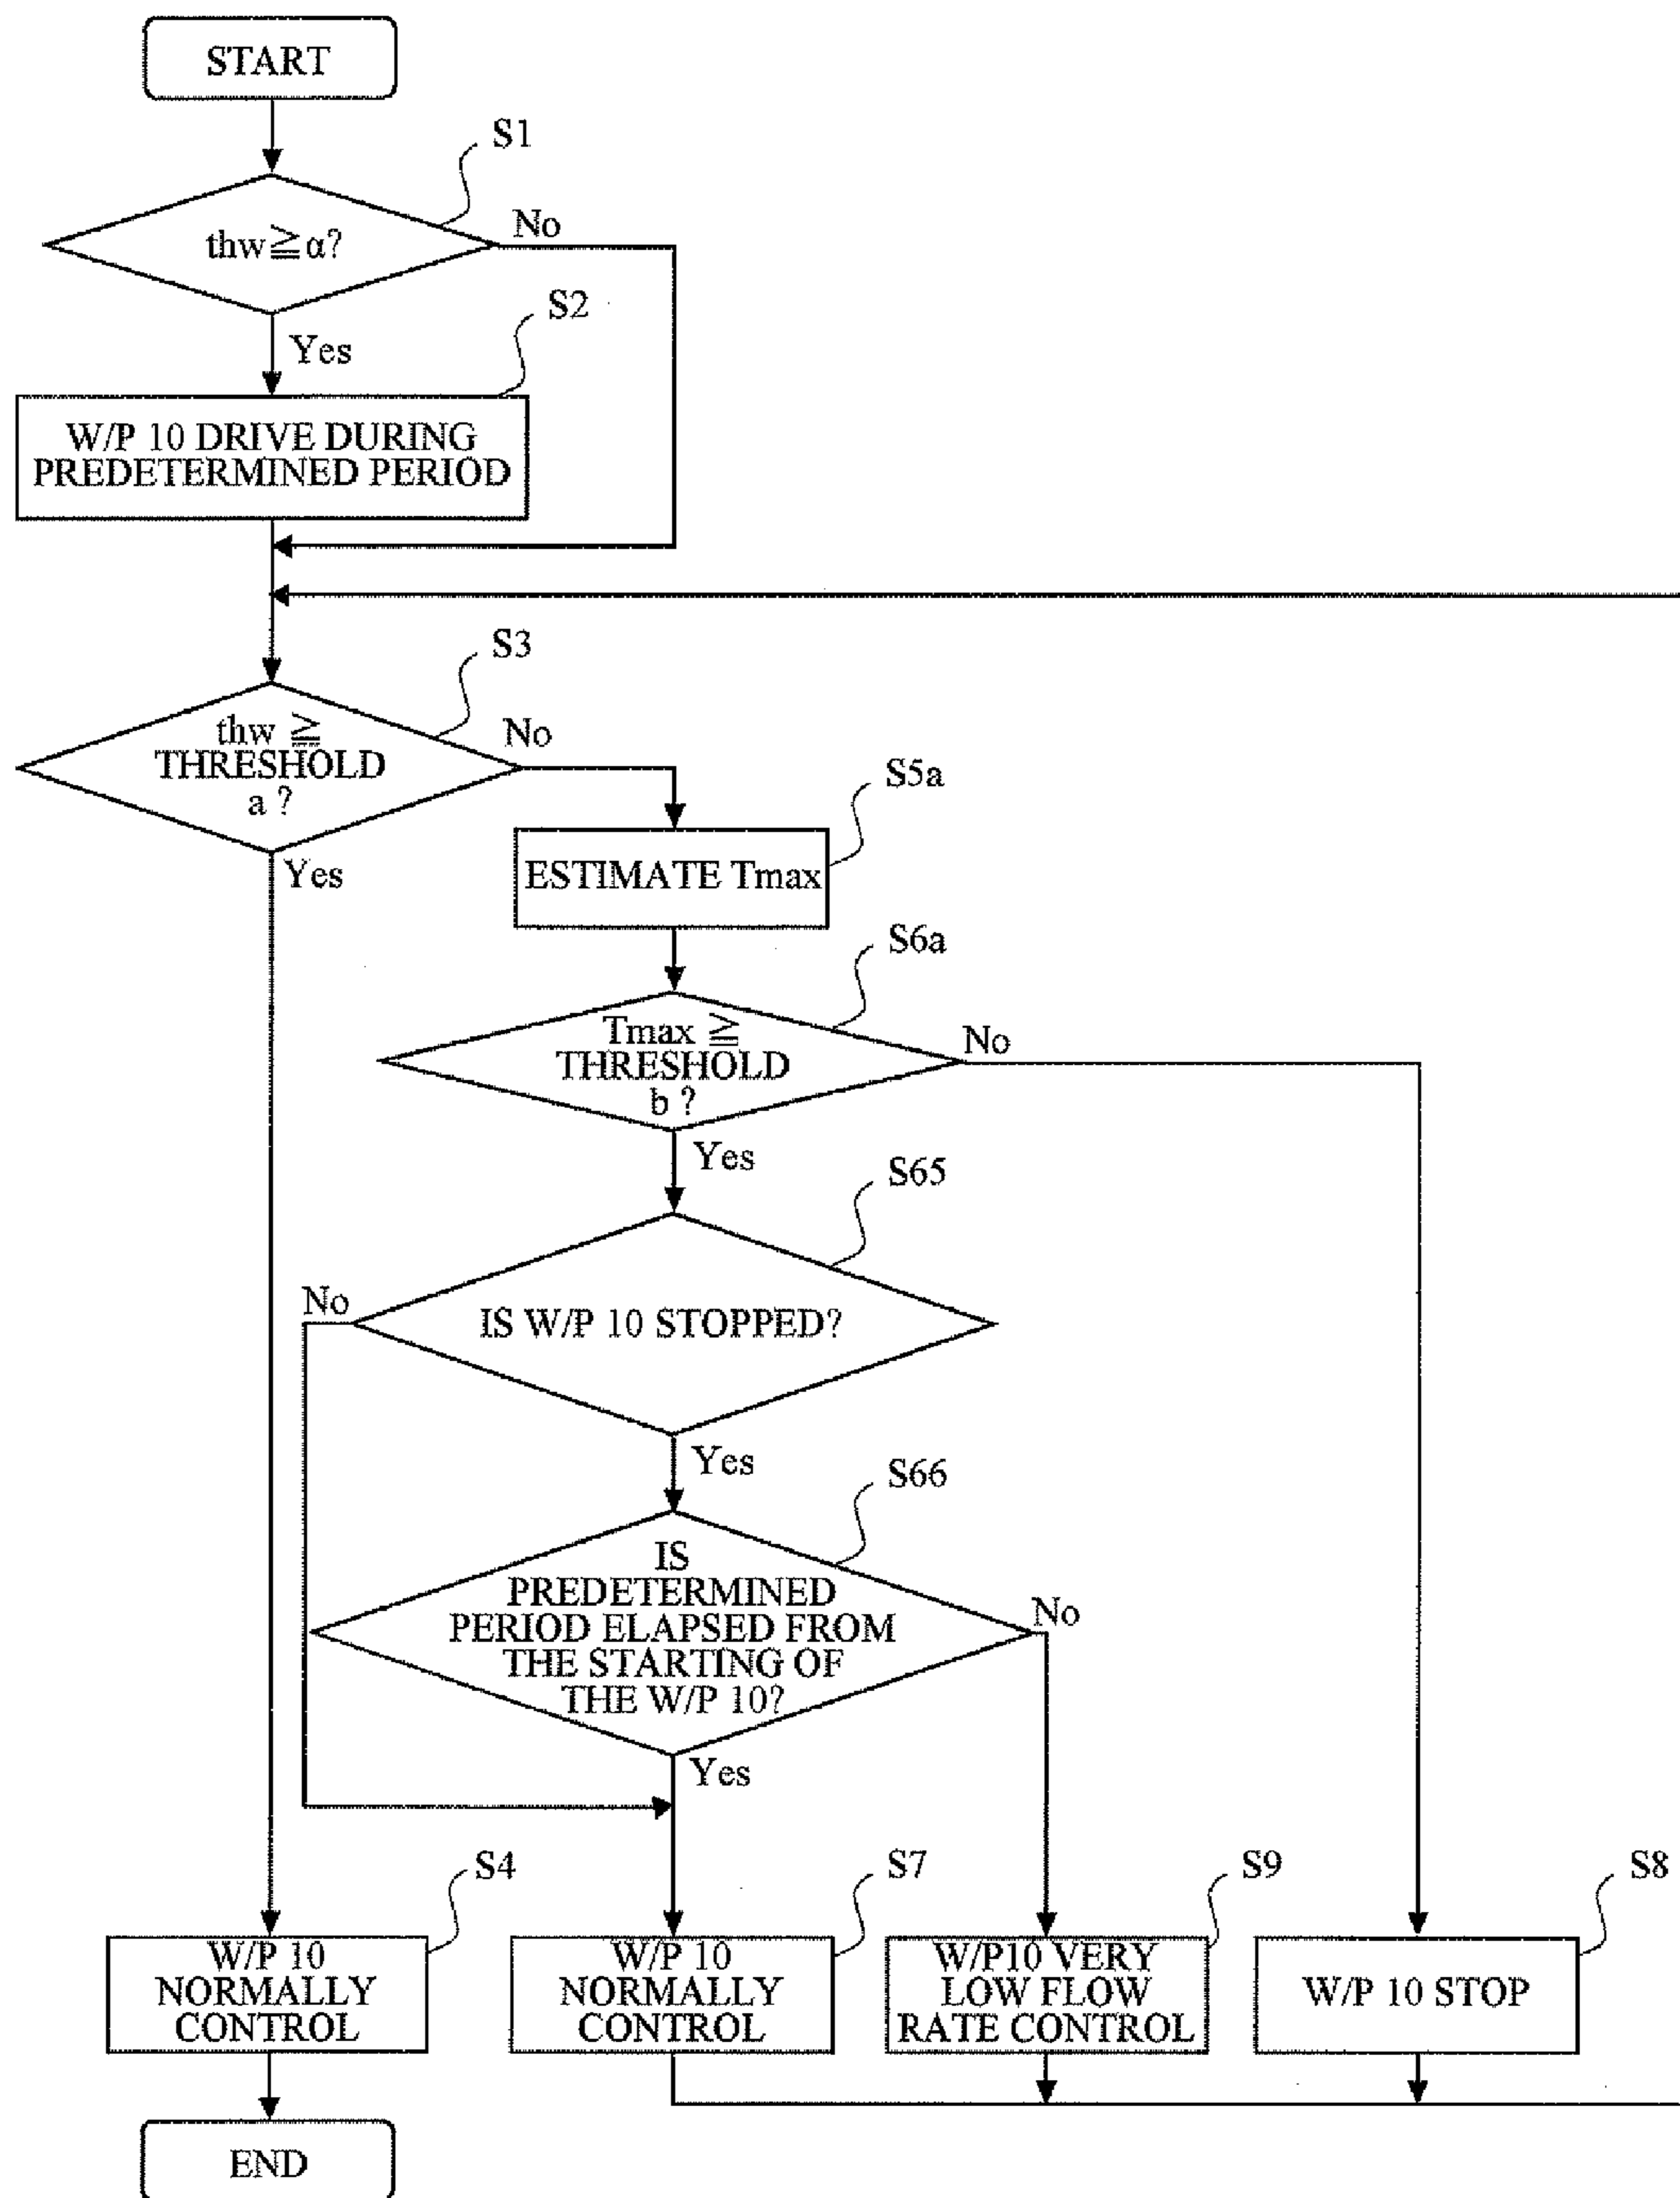 START
S1
thw≧α?
No
S2
Yes
W/P 10 DRIVE DURING
PREDETERMINED PERIOD
S3
thw ≧
THRESHOLD
a ?
No
S5a
Yes
ESTIMATE Tmax
S6a
Tmax ≧
THRESHOLD
b ?
No
Yes
S65
No
IS W/P 10 STOPPED?
Yes
S66
IS
PREDETERMINED
PERIOD ELAPSED FROM
THE STARTING OF
THE W/P 10?
No
Yes
S4
S7
S9
S8
W/P 10
NORMALLY
CONTROL
W/P 10
NORMALLY
CONTROL
W/P10 VERY
LOW FLOW
RATE CONTROL
W/P 10 STOP
END